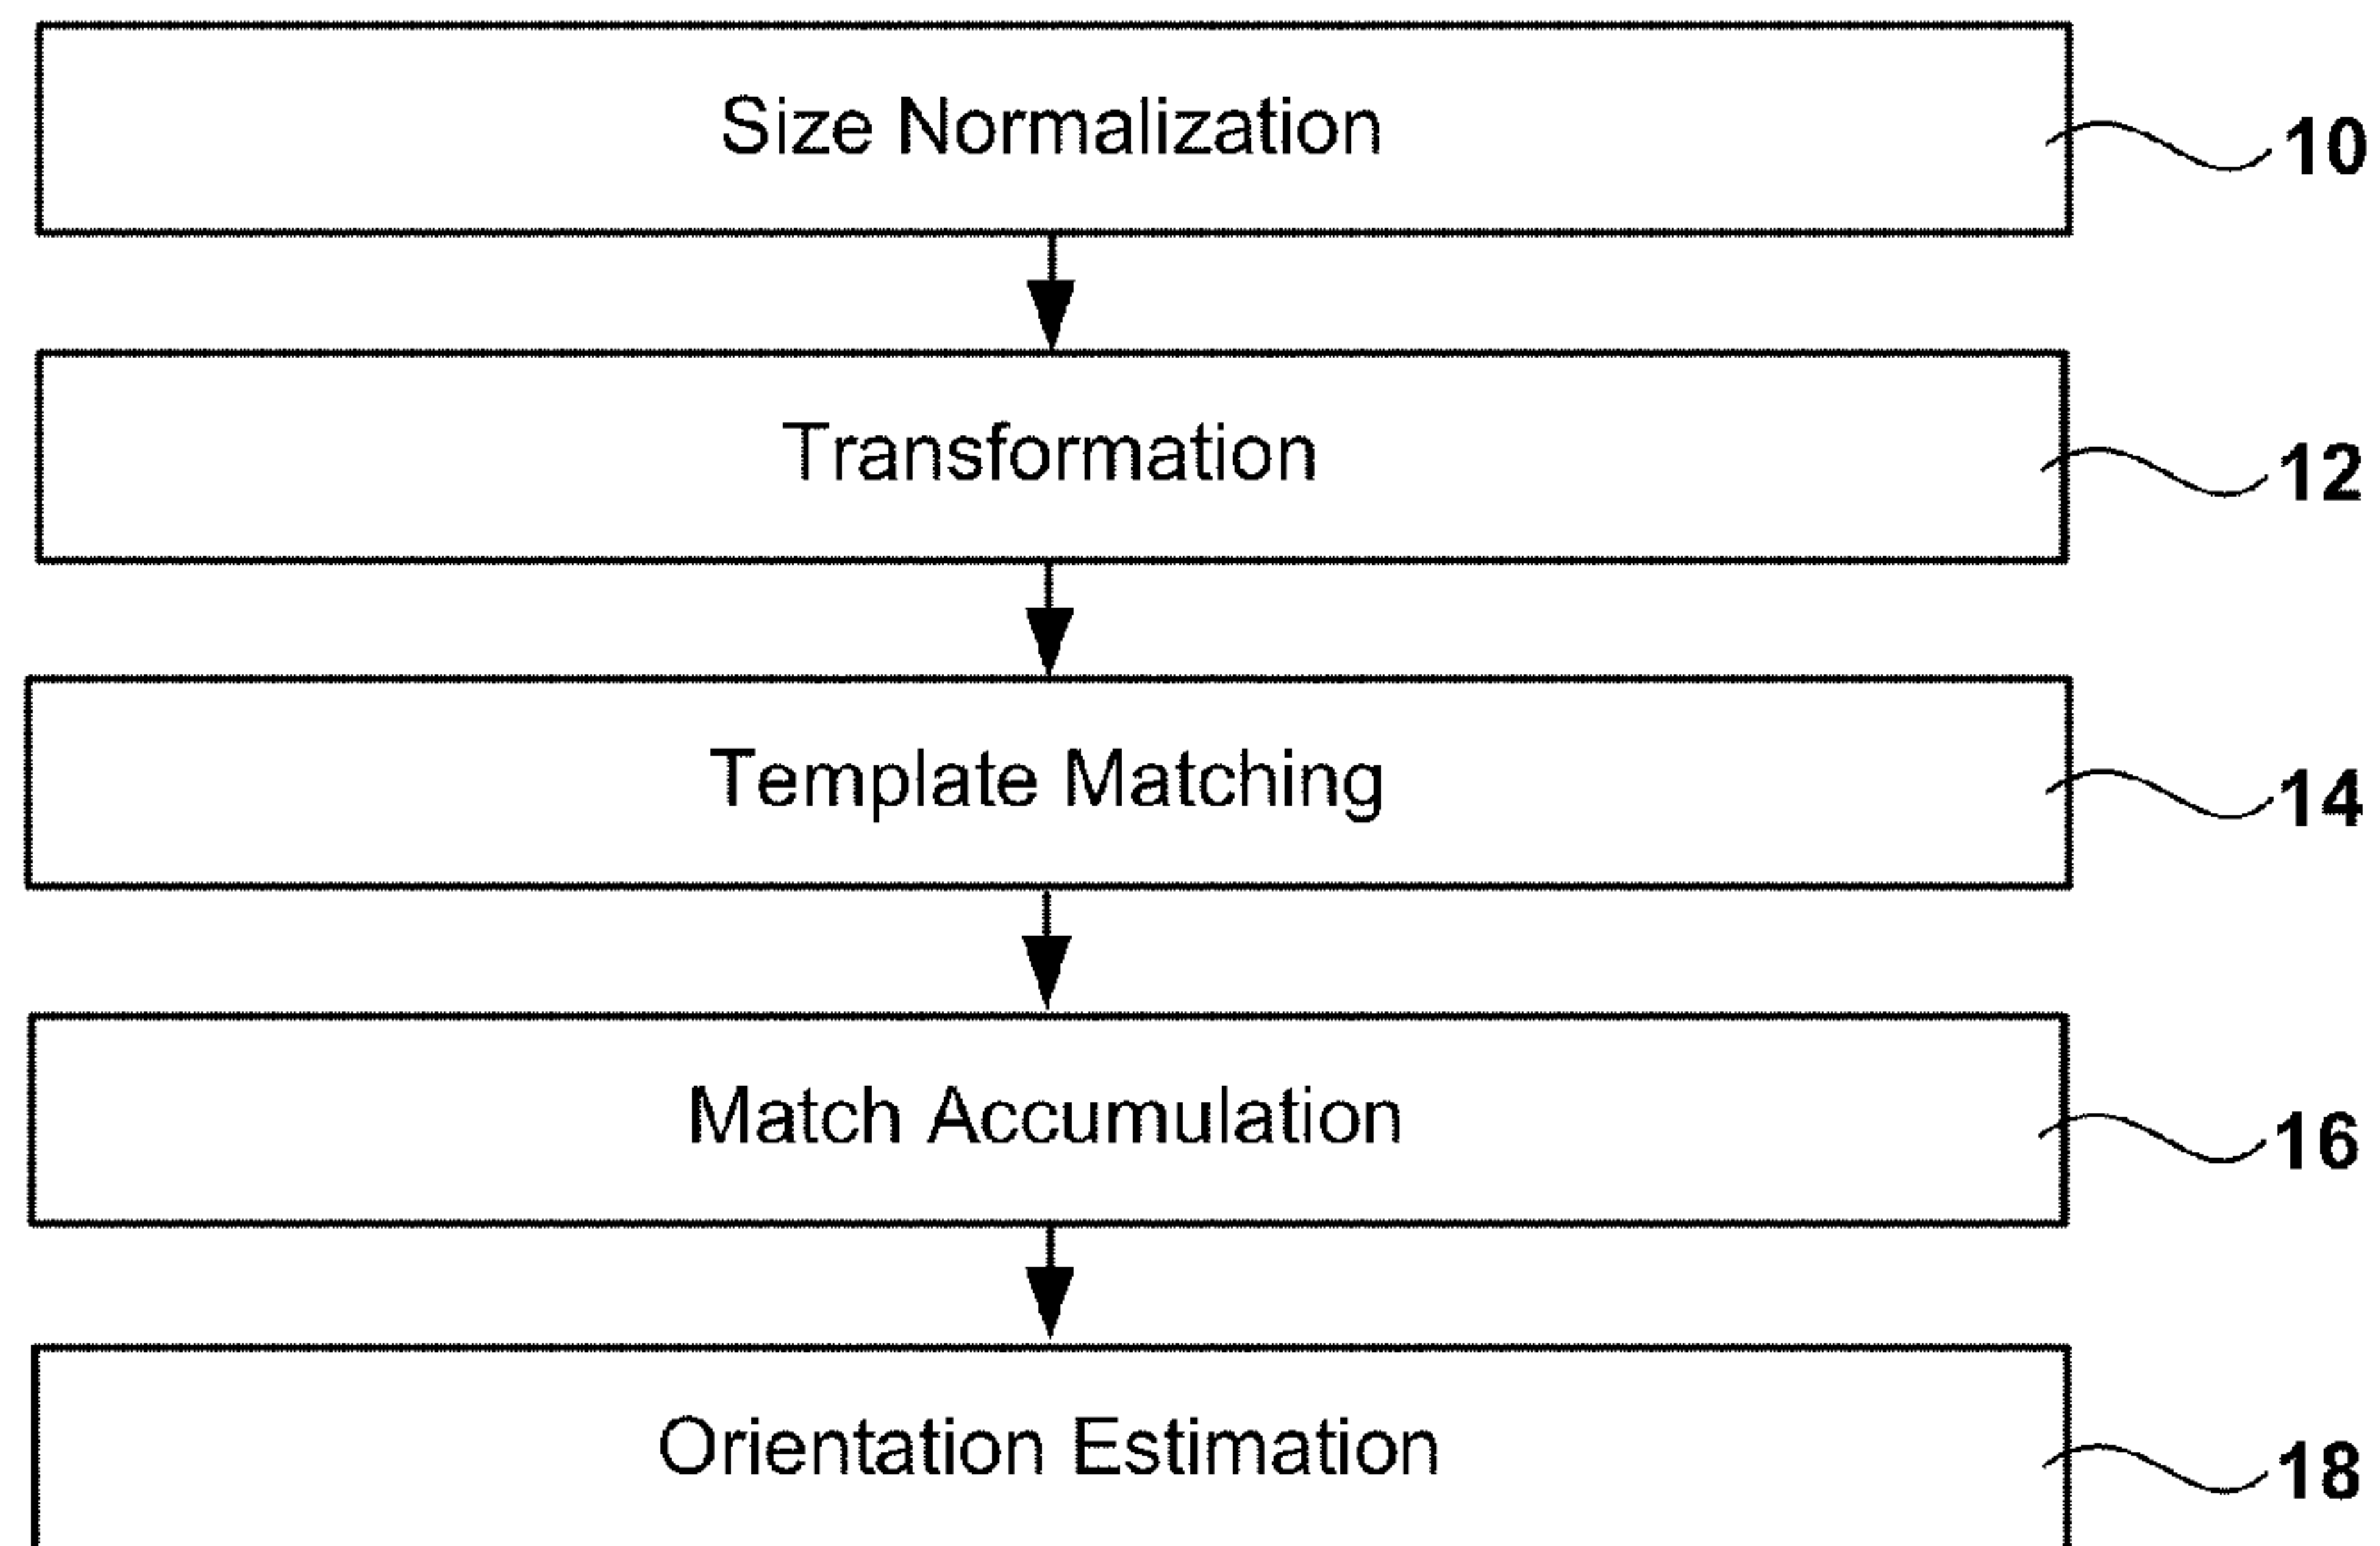 Size Normalization 10
Transformation 12
Template Matching 14
Match Accumulation 16
Orientation Estimation 18